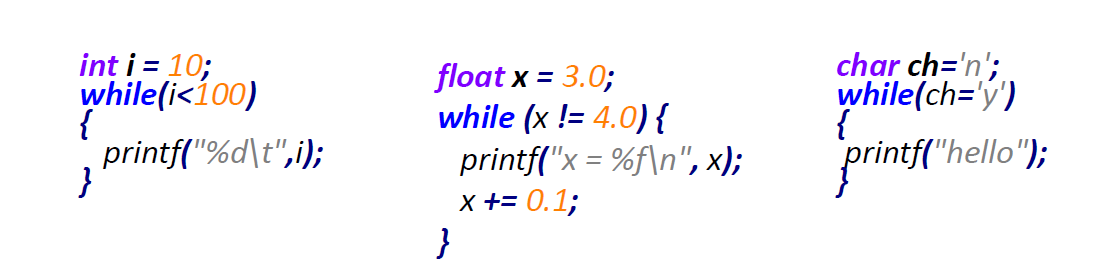 int i = 10;
while(i<100)
{
printf("%d\t",i);
}
float x = 3.0;
while (x != 4.0) {
printf("x = %f\n", x);
x += 0.1;
}
char ch='n';
while(ch='y')
{
printf("hello");
}